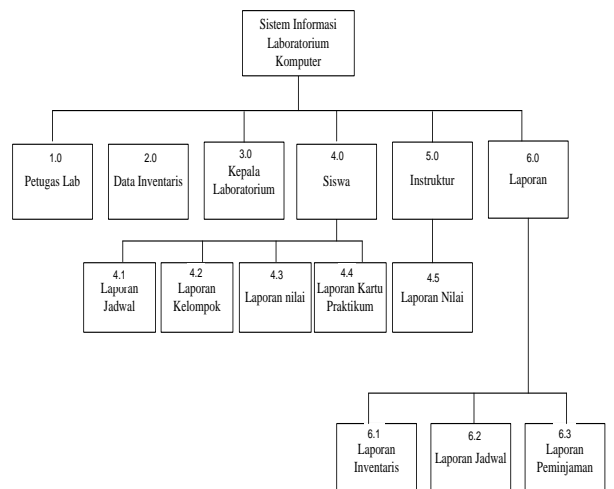 Sistem Informasi
Laboratorium
Komputer
1.0
Petugas Lab
2.0
Data Inventaris
3.0
Kepala
Laboratorium
4.0
Siswa
5.0
Instruktur
6.0
Laporan
4.1
Laporan
Jadwal
4.2
Laporan
Kelompok
4.3
Laporan nilai
4.4
Laporan Kartu
Praktikum
4.5
Laporan Nilai
6.1
Laporan
Inventaris
6.2
Laporan Jadwal
6.3
Laporan
Peminjaman